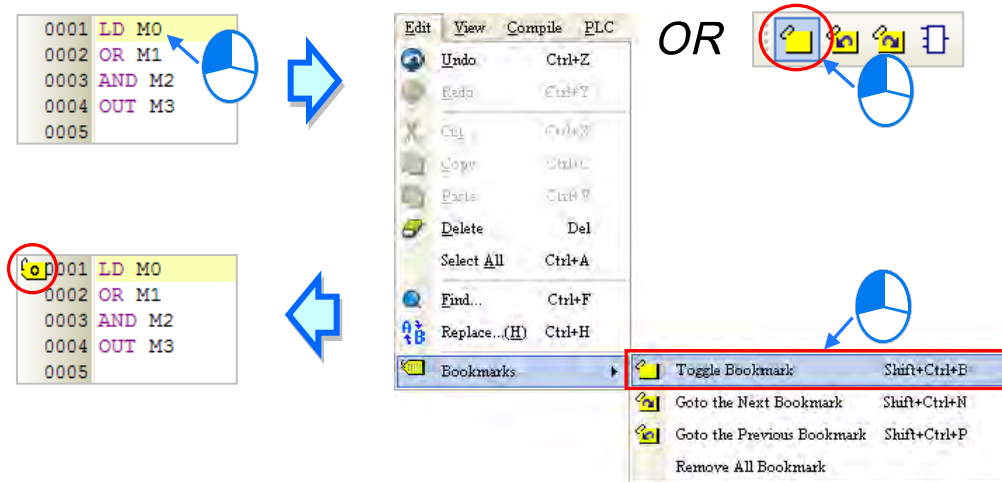 0001 LD M0
0002 OR M1
0003 AND M2
0004 OUT M3
0005
Edit View Compile PLC
Undo Ctrl+Z
Redo Ctrl+Y
Cut Ctrl+X
Copy Ctrl+C
Paste Ctrl+V
Delete Del
Select All Ctrl+A
Find... Ctrl+F
Replace...(H) Ctrl+H
Bookmarks
OR
0001 LD M0
0002 OR M1
0003 AND M2
0004 OUT M3
0005
Toggle Bookmark Shift+Ctrl+B
Goto the Next Bookmark Shift+Ctrl+N
Goto the Previous Bookmark Shift+Ctrl+P
Remove All Bookmark